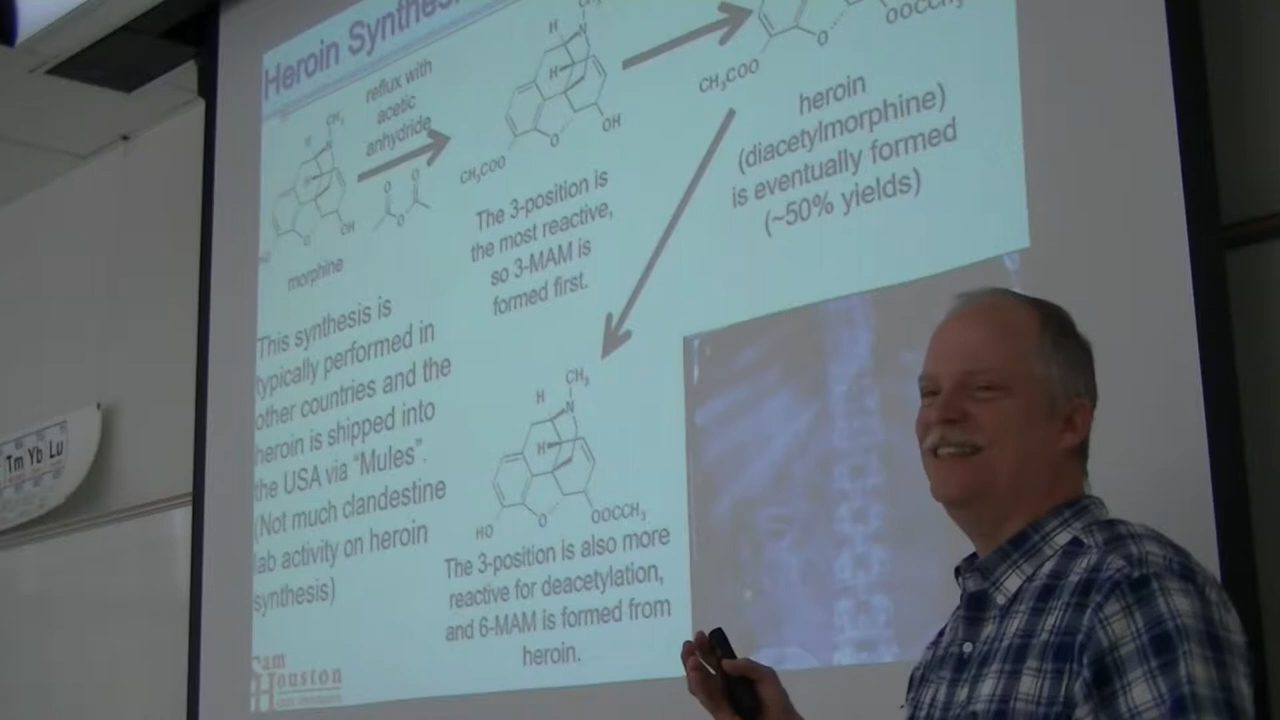 Heroin Synthesi
reflux with
acetic
anhydride
CH₃
H
H
OH
O
morphine
O
O
O
CH₃
N
H
H
OH
O
CH₃COO
The 3-position is
the most reactive,
so 3-MAM is
formed first.
OOCCH₃
O
CH₃COO
heroin
(diacetylmorphine)
is eventually formed
(~50% yields)
This synthesis is
typically performed in
other countries and the
heroin is shipped into
the USA via “Mules”.
(Not much clandestine
lab activity on heroin
synthesis)
CH₃
H
N
H
O
OOCCH₃
HO
The 3-position is also more
reactive for deacetylation,
and 6-MAM is formed from
heroin.
Sam
Houston
Tm Yb Lu